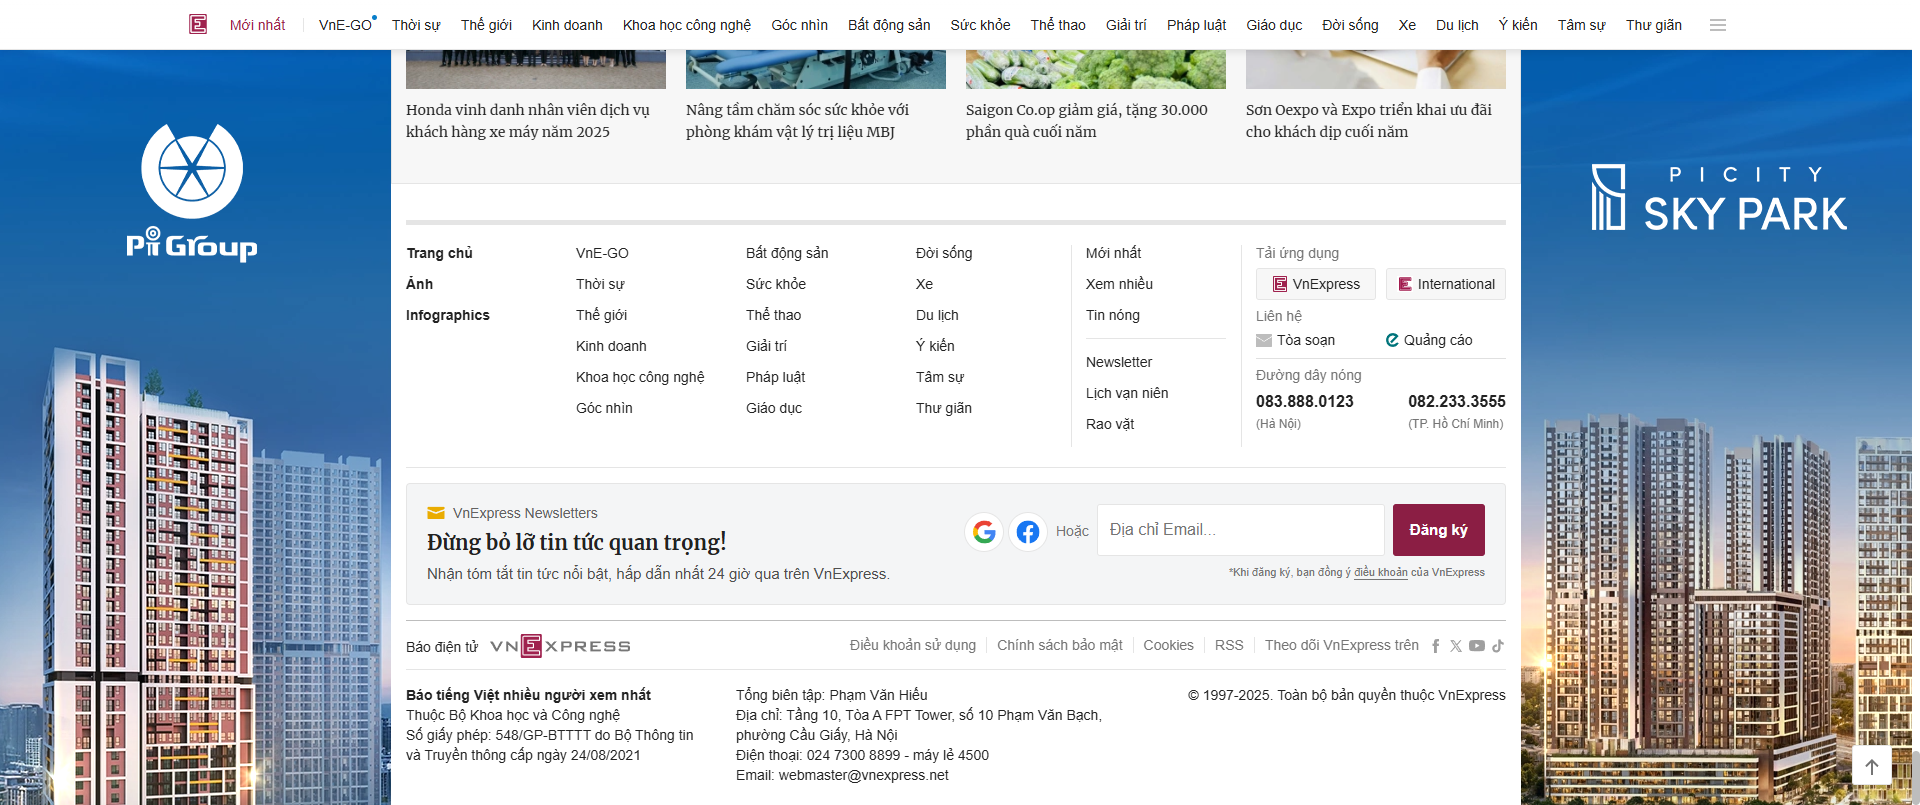 Mới nhất
VnE-GO
Thời sự
Thế giới
Kinh doanh
Khoa học công nghệ
Góc nhìn
Bất động sản
Sức khỏe
Thể thao
Giải trí
Pháp luật
Giáo dục
Đời sống
Xe
Du lịch
Ý kiến
Tâm sự
Thư giãn
Honda vinh danh nhân viên dịch vụ
khách hàng xe máy năm 2025
Nâng tầm chăm sóc sức khỏe với
phòng khám vật lý trị liệu MBJ
Saigon Co.op giảm giá, tặng 30.000
phần quà cuối năm
Sơn Oexpo và Expo triển khai ưu đãi
cho khách dịp cuối năm
Pi Group
PICITY
SKY PARK
Trang chủ
Ảnh
Infographics
VnE-GO
Thời sự
Thế giới
Kinh doanh
Khoa học công nghệ
Góc nhìn
Bất động sản
Sức khỏe
Thể thao
Giải trí
Pháp luật
Giáo dục
Đời sống
Xe
Du lịch
Ý kiến
Tâm sự
Thư giãn
Mới nhất
Xem nhiều
Tin nóng
Newsletter
Lịch vạn niên
Rao vặt
Tải ứng dụng
VnExpress
International
Liên hệ
Tòa soạn
Quảng cáo
Đường dây nóng
083.888.0123
(Hà Nội)
082.233.3555
(TP. Hồ Chí Minh)
VnExpress Newsletters
Đừng bỏ lỡ tin tức quan trọng!
Nhận tóm tắt tin tức nổi bật, hấp dẫn nhất 24 giờ qua trên VnExpress.
Hoặc
Địa chỉ Email...
Đăng ký
*Khi đăng ký, bạn đồng ý điều khoản của VnExpress
Báo điện tử
VNEXPRESS
Điều khoản sử dụng
Chính sách bảo mật
Cookies
RSS
Theo dõi VnExpress trên
Báo tiếng Việt nhiều người xem nhất
Thuộc Bộ Khoa học và Công nghệ
Số giấy phép: 548/GP-BTTTT do Bộ Thông tin
và Truyền thông cấp ngày 24/08/2021
Tổng biên tập: Phạm Văn Hiếu
Địa chỉ: Tầng 10, Tòa A FPT Tower, số 10 Phạm Văn Bạch,
phường Cầu Giấy, Hà Nội
Điện thoại: 024 7300 8899 - máy lẻ 4500
Email: webmaster@vnexpress.net
© 1997-2025. Toàn bộ bản quyền thuộc VnExpress